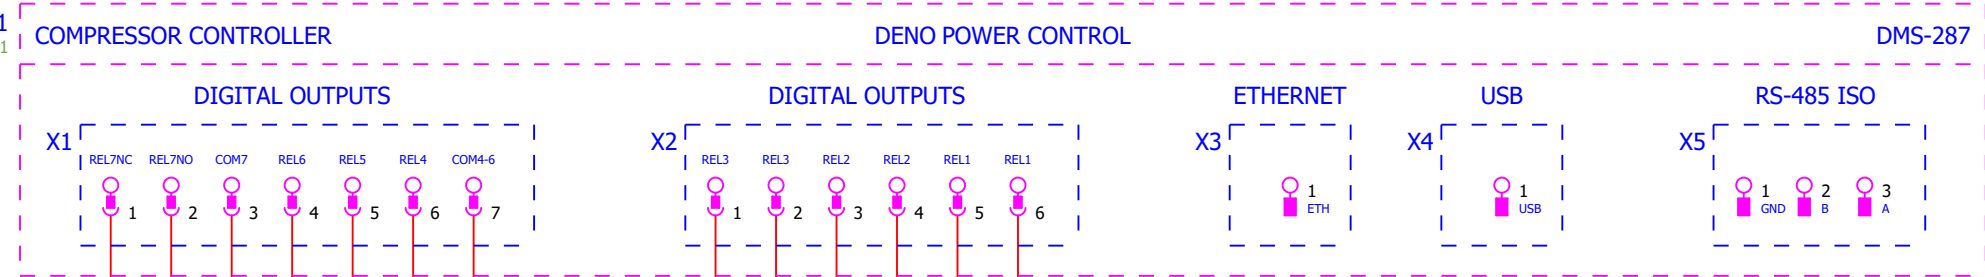 1
1
COMPRESSOR CONTROLLER DENO POWER CONTROL DMS-287
DIGITAL OUTPUTS DIGITAL OUTPUTS ETHERNET USB RS-485 ISO
X1 X2 X3 X4 X5
REL7NC REL7NO COM7 REL6 REL5 REL4 COM4-6 REL3 REL3 REL2 REL2 REL1 REL1
1 1 1 2 3
1 2 3 4 5 6 7 1 2 3 4 5 6 ETH USB GND B A